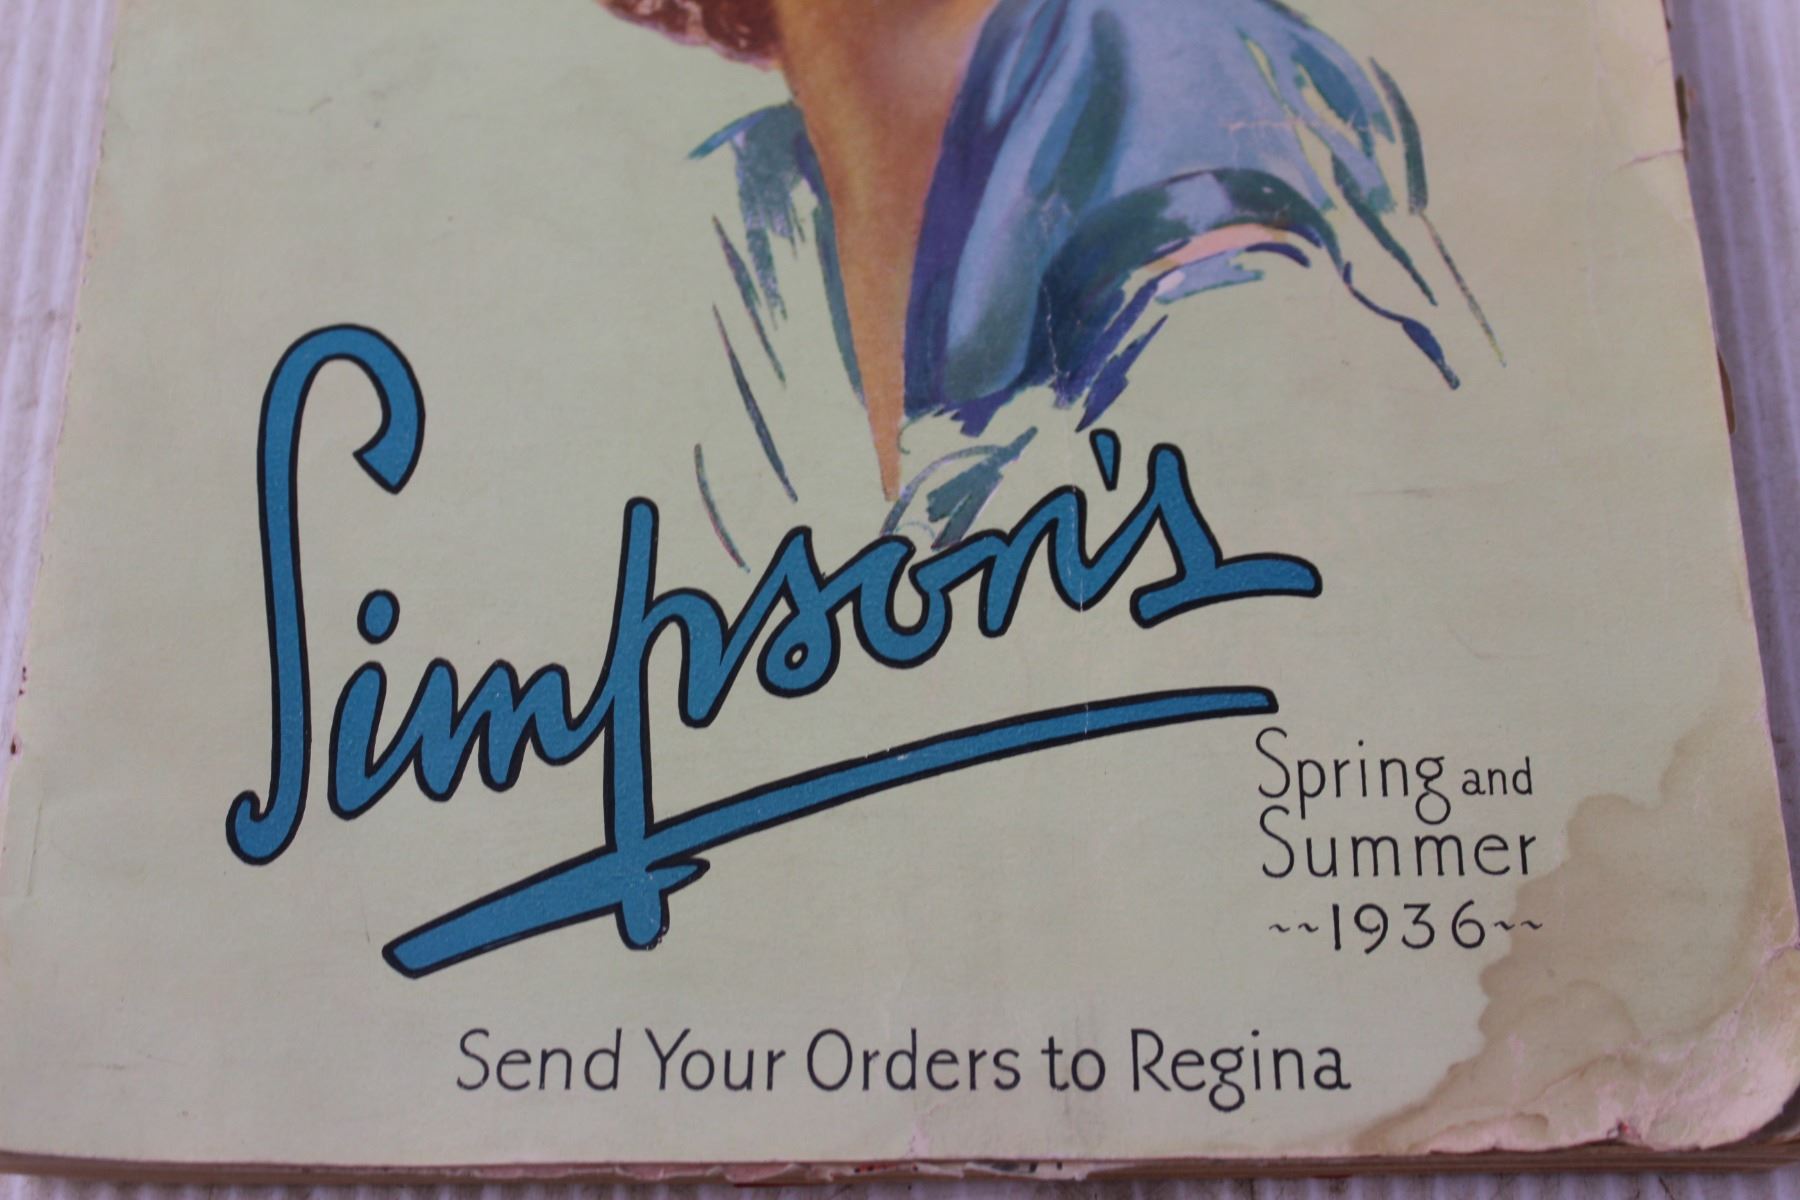 Simpson's
Spring and
Summer
~~1936~~
Send Your Orders to Regina